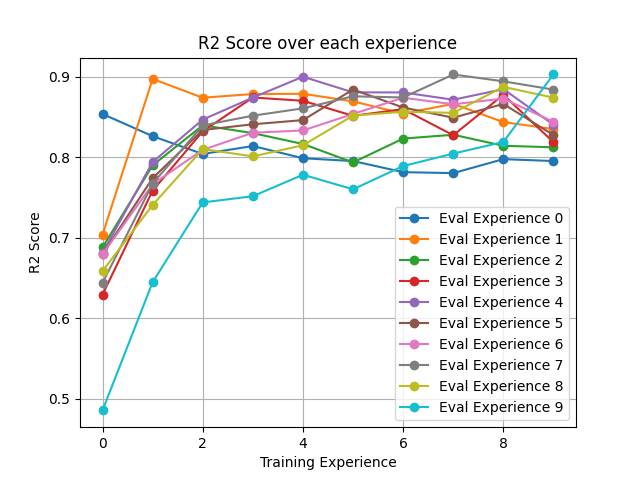 R2 Score over each experience
R2 Score
0.9
0.8
0.7
0.6
0.5
0 2 4 6 8
Training Experience
Eval Experience 0
Eval Experience 1
Eval Experience 2
Eval Experience 3
Eval Experience 4
Eval Experience 5
Eval Experience 6
Eval Experience 7
Eval Experience 8
Eval Experience 9